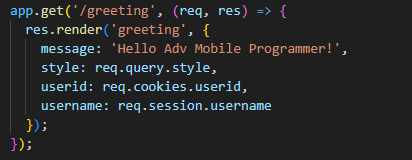 app.get('/greeting', (req, res) => {
  res.render('greeting', {
    message: 'Hello Adv Mobile Programmer!',
    style: req.query.style,
    userid: req.cookies.userid,
    username: req.session.username
  });
});